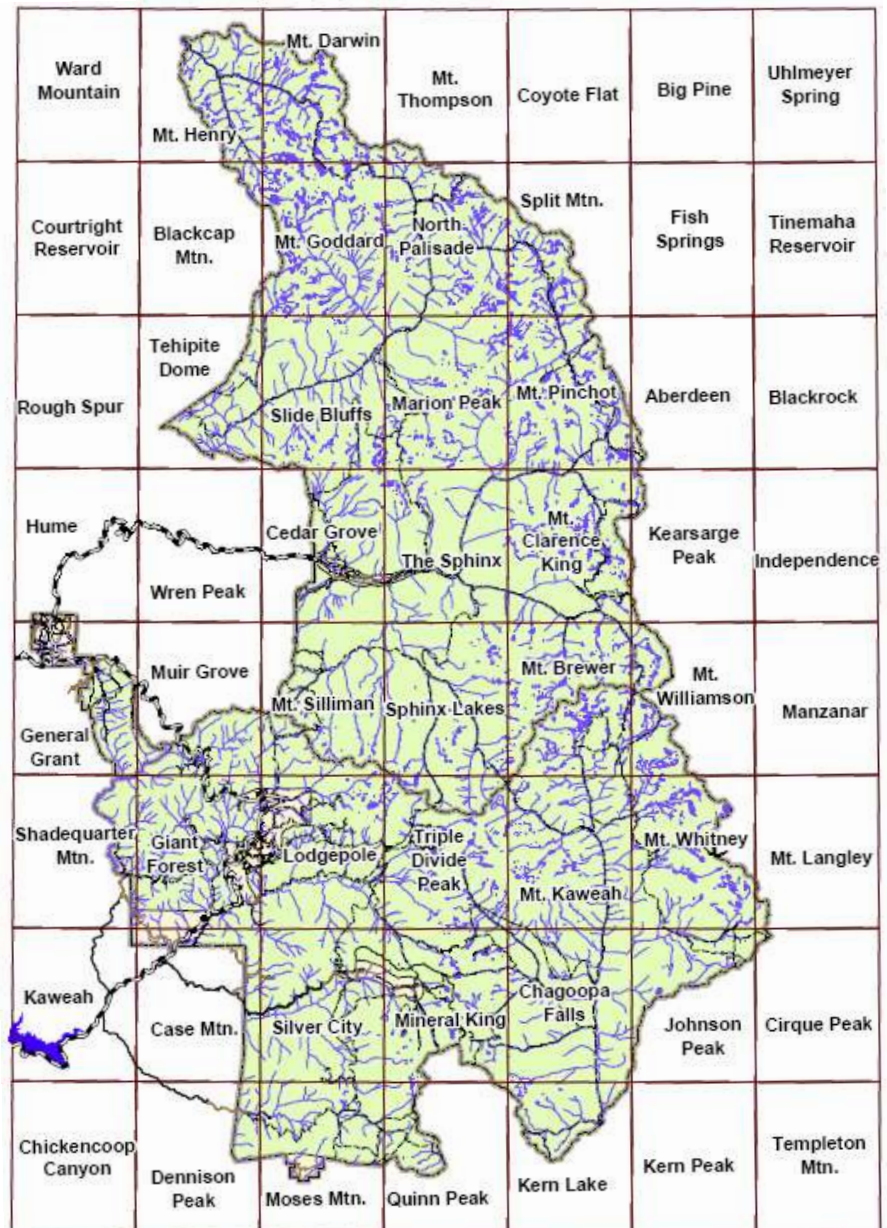 Mt. Darwin
Ward
Mountain
Mt.
Thompson
Coyote Flat
Big Pine
Uhlmeyer
Spring
Mt. Henry
Courtright
Reservoir
Blackcap
Mtn.
Mt. Goddard
North
Palisade
Split Mtn.
Fish
Springs
Tinemaha
Reservoir
Rough Spur
Tehipite
Dome
Slide Bluffs
Marion Peak
Mt. Pinchot
Aberdeen
Blackrock
Hume
Wren Peak
Cedar Grove
The Sphinx
Mt.
Clarence
King
Kearsarge
Peak
Independence
General
Grant
Muir Grove
Mt. Silliman
Sphinx Lakes
Mt. Brewer
Mt.
Williamson
Manzanar
Shadequarter
Mtn.
Giant
Forest
Lodgepole
Triple
Divide
Peak
Mt. Kaweah
Mt. Whitney
Mt. Langley
Kaweah
Case Mtn.
Silver City
Mineral King
Chagoopa
Falls
Johnson
Peak
Cirque Peak
Chickencoop
Canyon
Dennison
Peak
Moses Mtn.
Quinn Peak
Kern Lake
Kern Peak
Templeton
Mtn.